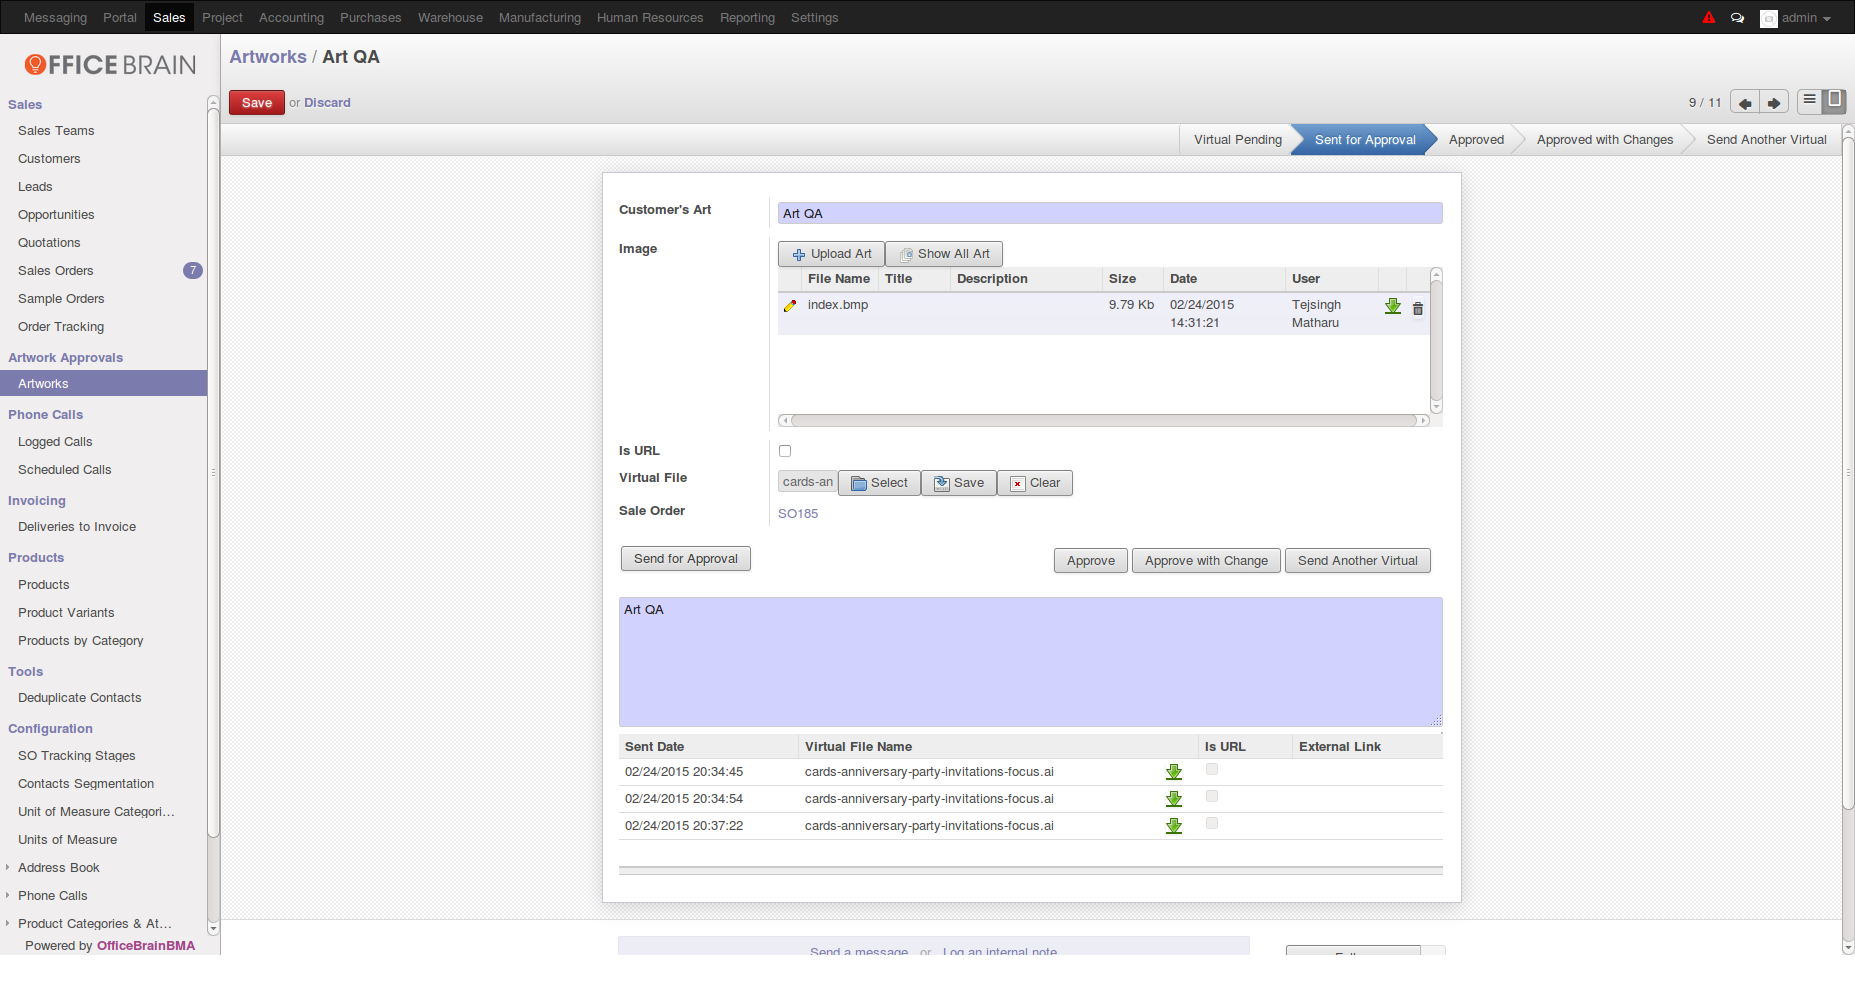 Messaging Portal Sales Project Accounting Purchases Warehouse Manufacturing Human Resources Reporting Settings admin
OFFICE BRAIN
Sales
Sales Teams
Customers
Leads
Opportunities
Quotations
Sales Orders 7
Sample Orders
Order Tracking
Artwork Approvals
Artworks
Phone Calls
Logged Calls
Scheduled Calls
Invoicing
Deliveries to Invoice
Products
Products
Product Variants
Products by Category
Tools
Deduplicate Contacts
Configuration
SO Tracking Stages
Contacts Segmentation
Unit of Measure Categori...
Units of Measure
Address Book
Phone Calls
Product Categories & At...
Powered by OfficeBrainBMA
Artworks / Art QA
Save or Discard 9 / 11
Virtual Pending Sent for Approval Approved Approved with Changes Send Another Virtual
Customer's Art Art QA
Image Upload Art Show All Art
File Name Title Description Size Date User
index.bmp 9.79 Kb 02/24/2015 Tejsingh
14:31:21 Matharu
Is URL
Virtual File cards-an Select Save Clear
Sale Order SO185
Send for Approval Approve Approve with Change Send Another Virtual
Art QA
Sent Date Virtual File Name Is URL External Link
02/24/2015 20:34:45 cards-anniversary-party-invitations-focus.ai
02/24/2015 20:34:54 cards-anniversary-party-invitations-focus.ai
02/24/2015 20:37:22 cards-anniversary-party-invitations-focus.ai
Send a message or Log an internal note